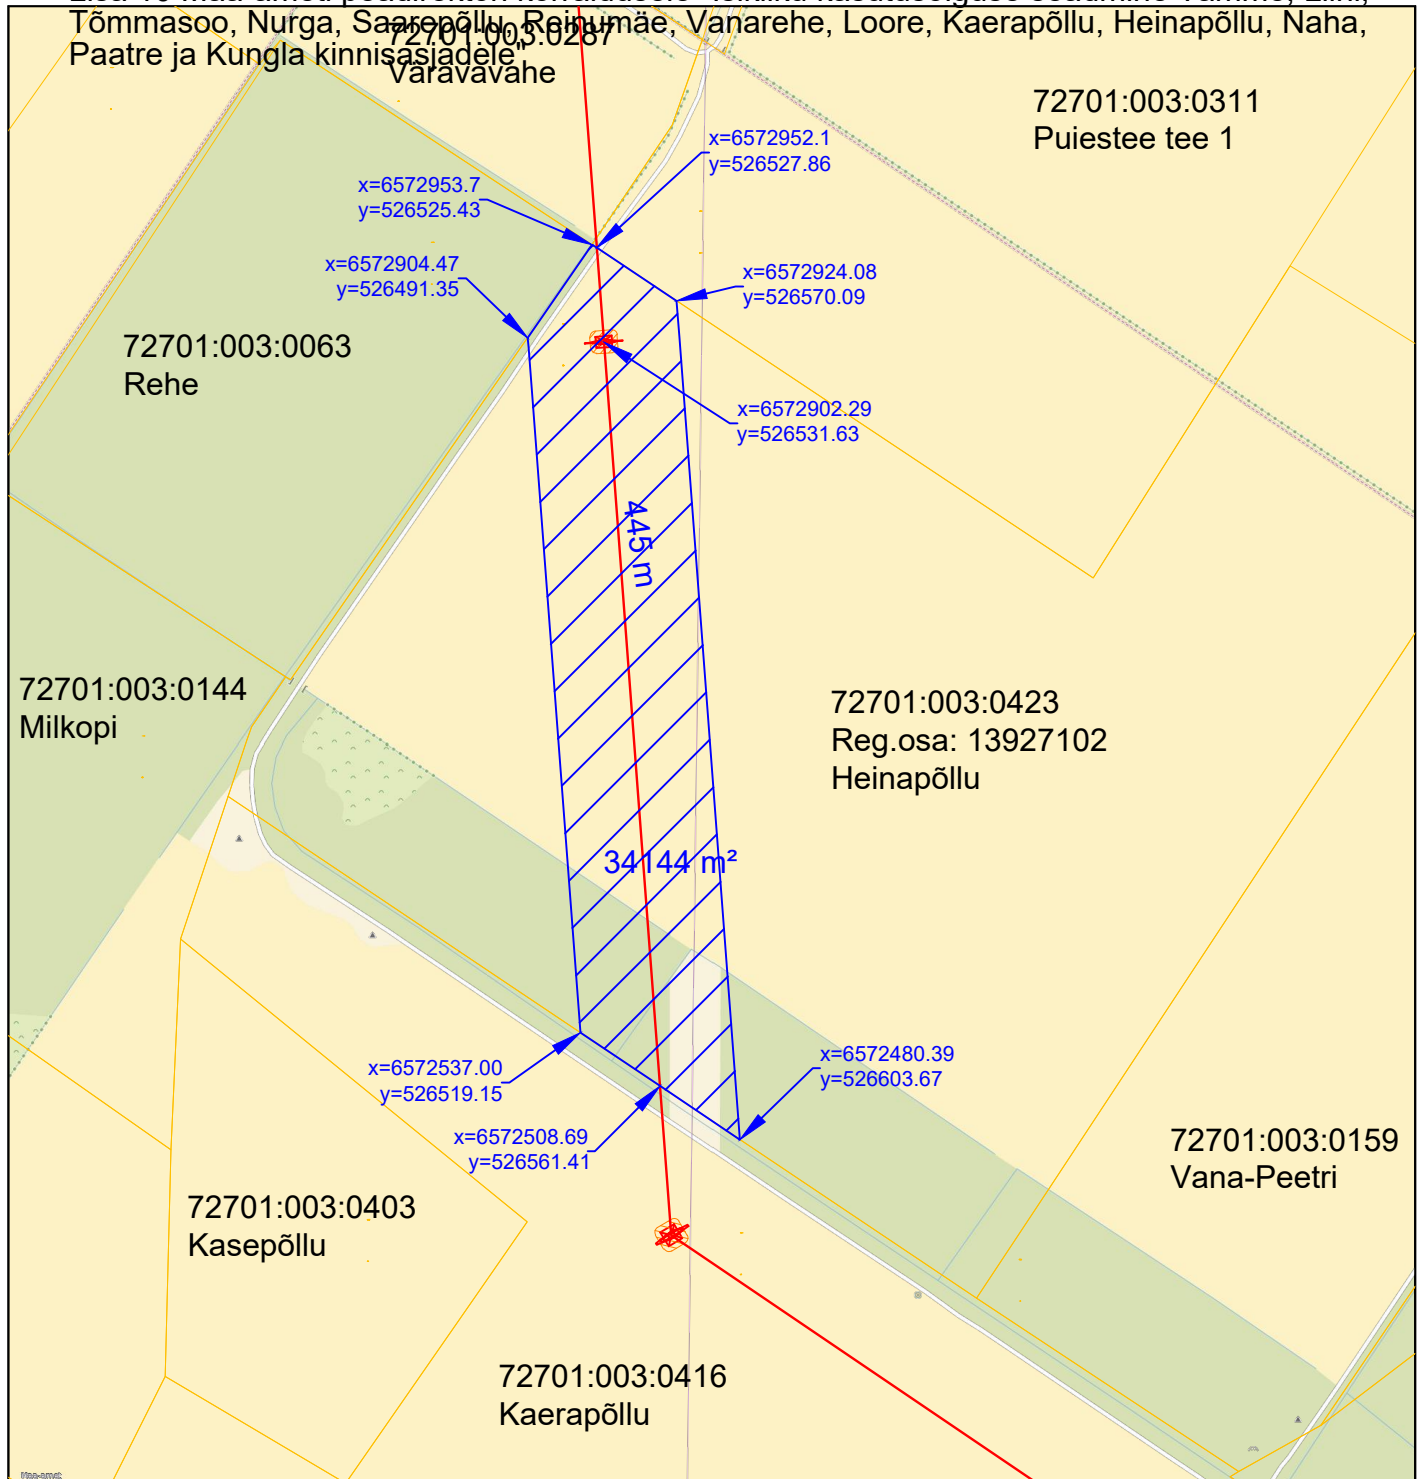 Tõmmasoo, Nurga, Saarepõllu, Reinumäe, Vanarehe, Loore, Kaerapõllu, Heinapõllu, Naha,
Paatre ja Kungla kinnisasjadele"
72701:003:0287
Väravavahe
72701:003:0311
Puiestee tee 1
x=6572952.1
y=526527.86
x=6572953.7
y=526525.43
x=6572904.47
y=526491.35
x=6572924.08
y=526570.09
72701:003:0063
Rehe
x=6572902.29
y=526531.63
445 m
72701:003:0144
Milkopi
72701:003:0423
Reg.osa: 13927102
Heinapõllu
34144 m²
x=6572537.00
y=526519.15
x=6572480.39
y=526603.67
x=6572508.69
y=526561.41
72701:003:0159
Vana-Peetri
72701:003:0403
Kasepõllu
72701:003:0416
Kaerapõllu
Maa-amet